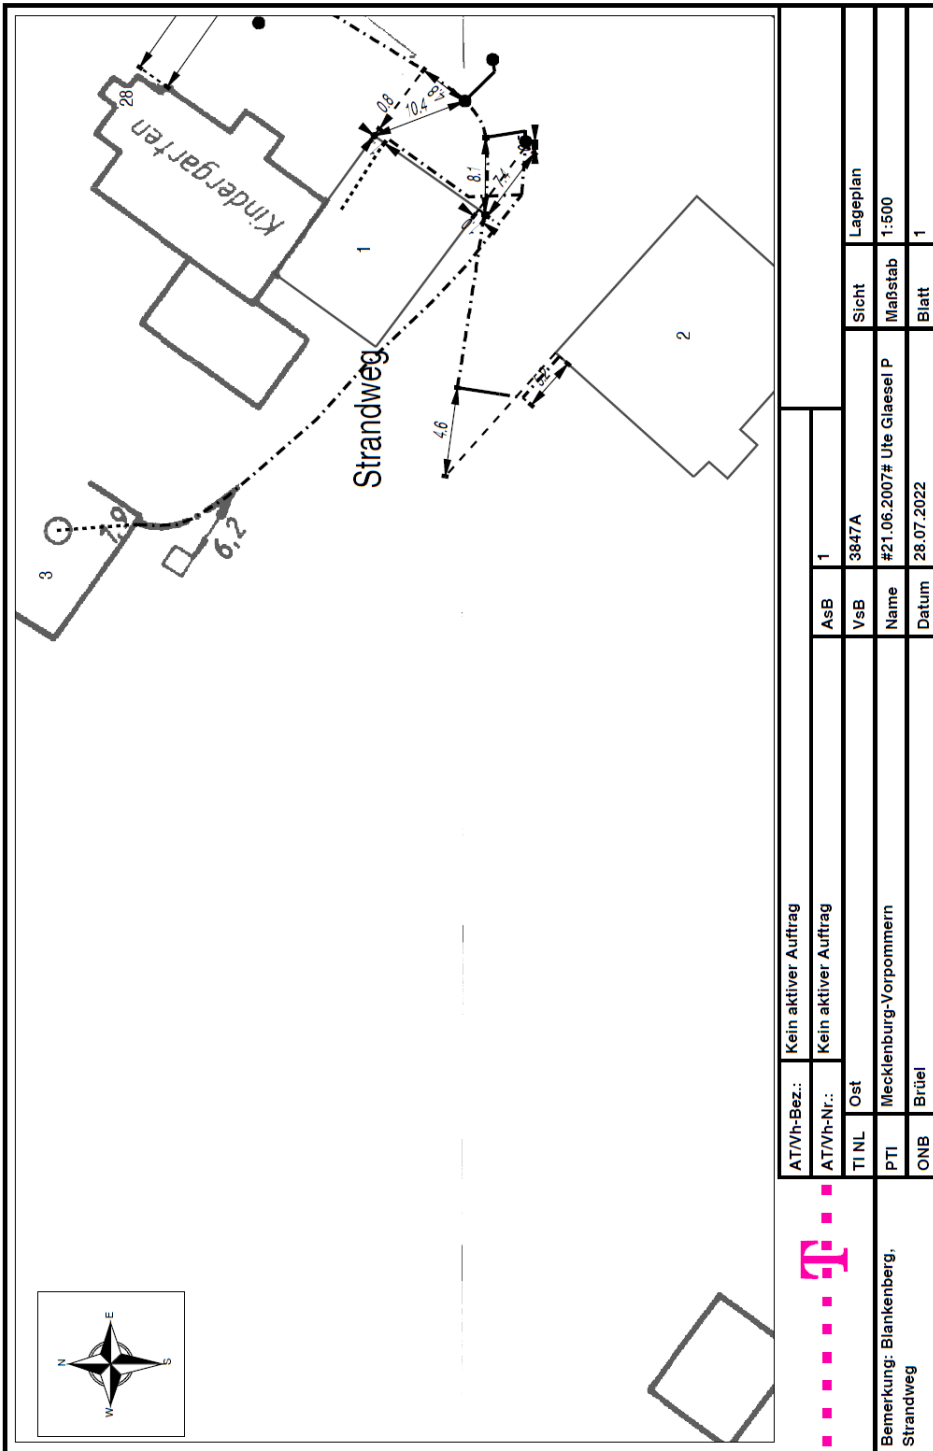 28
Kindergarten
0.8
10.4
4.8
8.1
7.4
1
Strandweg
2
4.6
3
7,9
6,2
N
E
S
W
AT/Vh-Bez.: Kein aktiver Auftrag
AT/Vh-Nr.: Kein aktiver Auftrag AsB 1
TI NL Ost VsB 3847A Sicht Lageplan
PTI Mecklenburg-Vorpommern Name #21.06.2007# Ute Glaesel P Maßstab 1:500
ONB Brüel Datum 28.07.2022 Blatt 1
T
Bemerkung: Blankenberg,
Strandweg